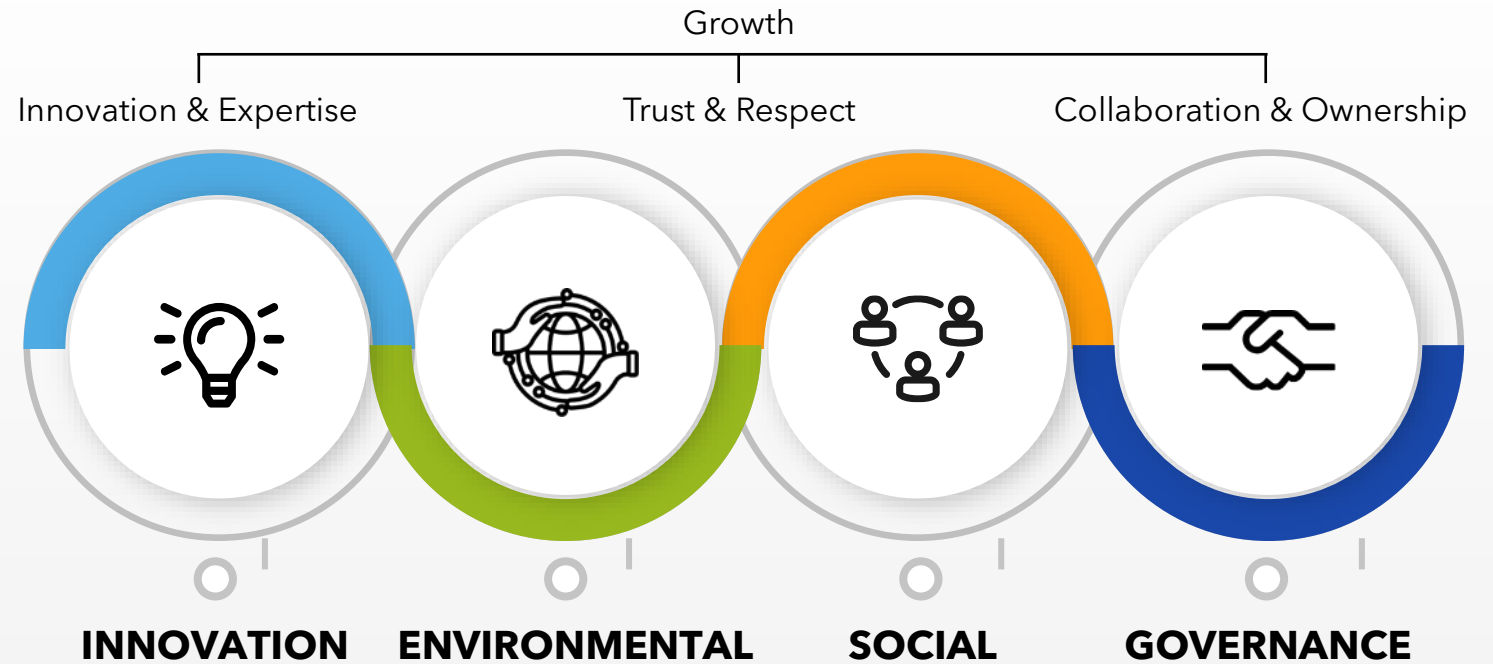 Growth
Innovation & Expertise
Trust & Respect
Collaboration & Ownership
INNOVATION
ENVIRONMENTAL
SOCIAL
GOVERNANCE